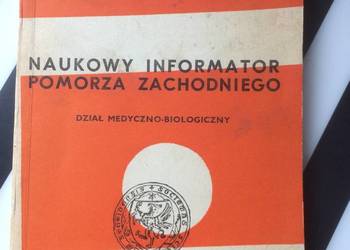 NAUKOWY INFORMATOR
POMORZA ZACHODNIEGO
DZIAŁ MEDYCZNO-BIOLOGICZNY